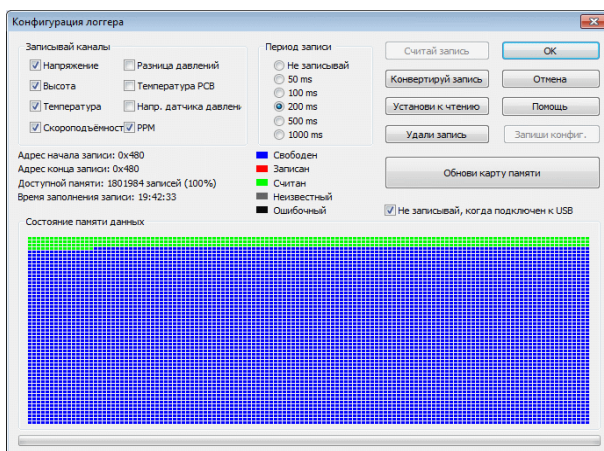 Конфигурация логгера
Записывай каналы
Напряжение
Разница давлений
Высота
Температура PCB
Температура
Напр. датчика давлени
Скороподъёмност
PPM
Период записи
Не записывай
50 ms
100 ms
200 ms
500 ms
1000 ms
Считай запись
OK
Конвертируй запись
Отмена
Установи к чтению
Помощь
Удали запись
Запиши конфиг.
Адрес начала записи: 0x480
Адрес конца записи: 0x480
Доступной памяти: 1801984 записей (100%)
Время заполнения записи: 19:42:33
Свободен
Записан
Считан
Неизвестный
Ошибочный
Обнови карту памяти
Не записывай, когда подключен к USB
Состояние памяти данных